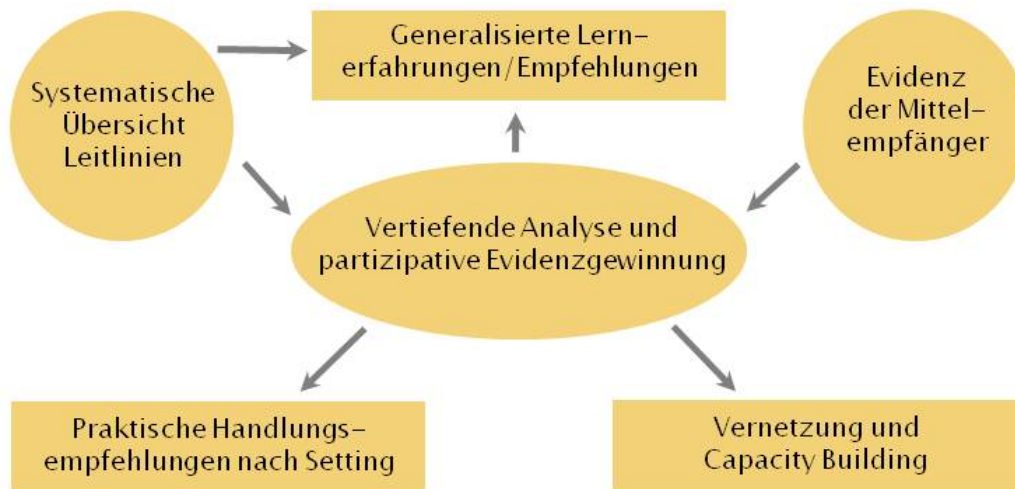 Systematische
Übersicht
Leitlinien
Generalisierte Lern-
erfahrungen/Empfehlungen
Evidenz
der Mittel-
empfänger
Vertiefende Analyse und
partizipative Evidenzgewinnung
Praktische Handlungs-
empfehlungen nach Setting
Vernetzung und
Capacity Building